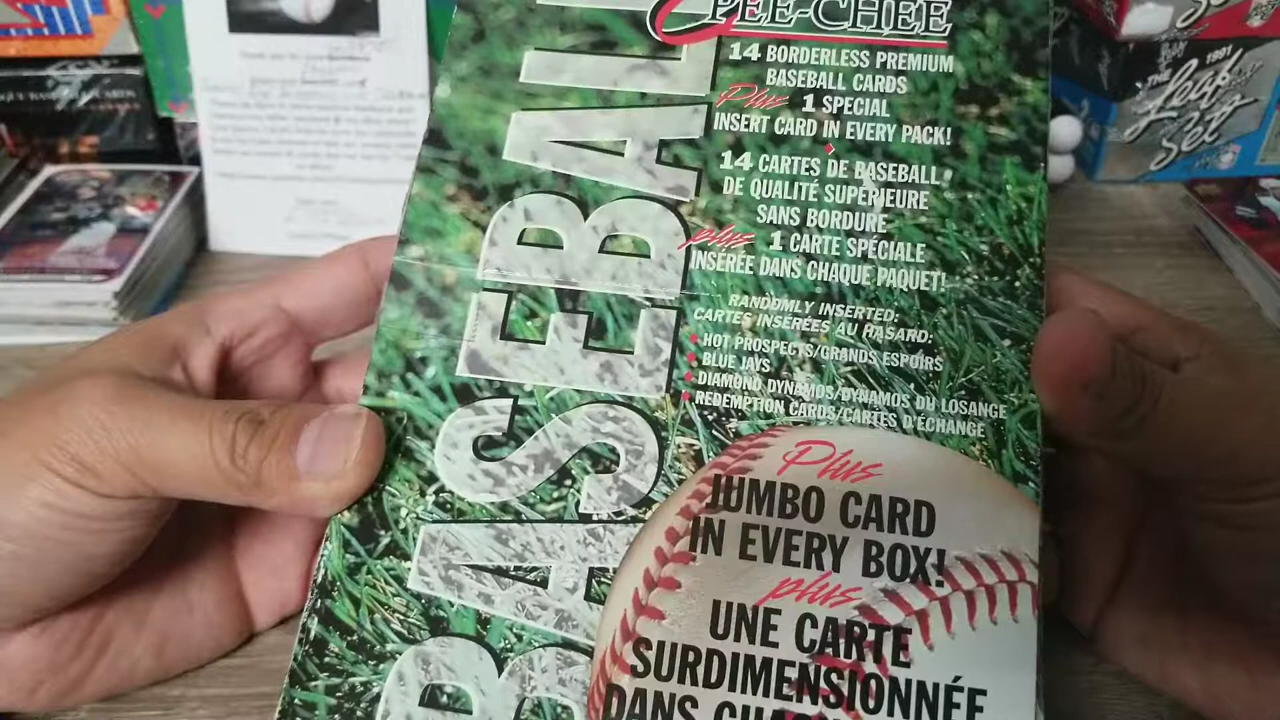 BASEBALL
PEE-CHEE
14 BORDERLESS PREMIUM
BASEBALL CARDS
Plus 1 SPECIAL
INSERT CARD IN EVERY PACK!
14 CARTES DE BASEBALL
DE QUALITÉ SUPÉRIEURE
SANS BORDURE
plus 1 CARTE SPÉCIALE
INSÉRÉE DANS CHAQUE PAQUET!
RANDOMLY INSERTED:
CARTES INSÉRÉES AU HASARD:
HOT PROSPECTS/GRANDS ESPOIRS
BLUE JAYS
DIAMOND DYNAMOS/DYNAMOS DU LOSANGE
REDEMPTION CARDS/CARTES D'ÉCHANGE
Plus
JUMBO CARD
IN EVERY BOX!
plus
UNE CARTE
SURDIMENSIONNÉE
DANS
1991
THE
Leaf
Set